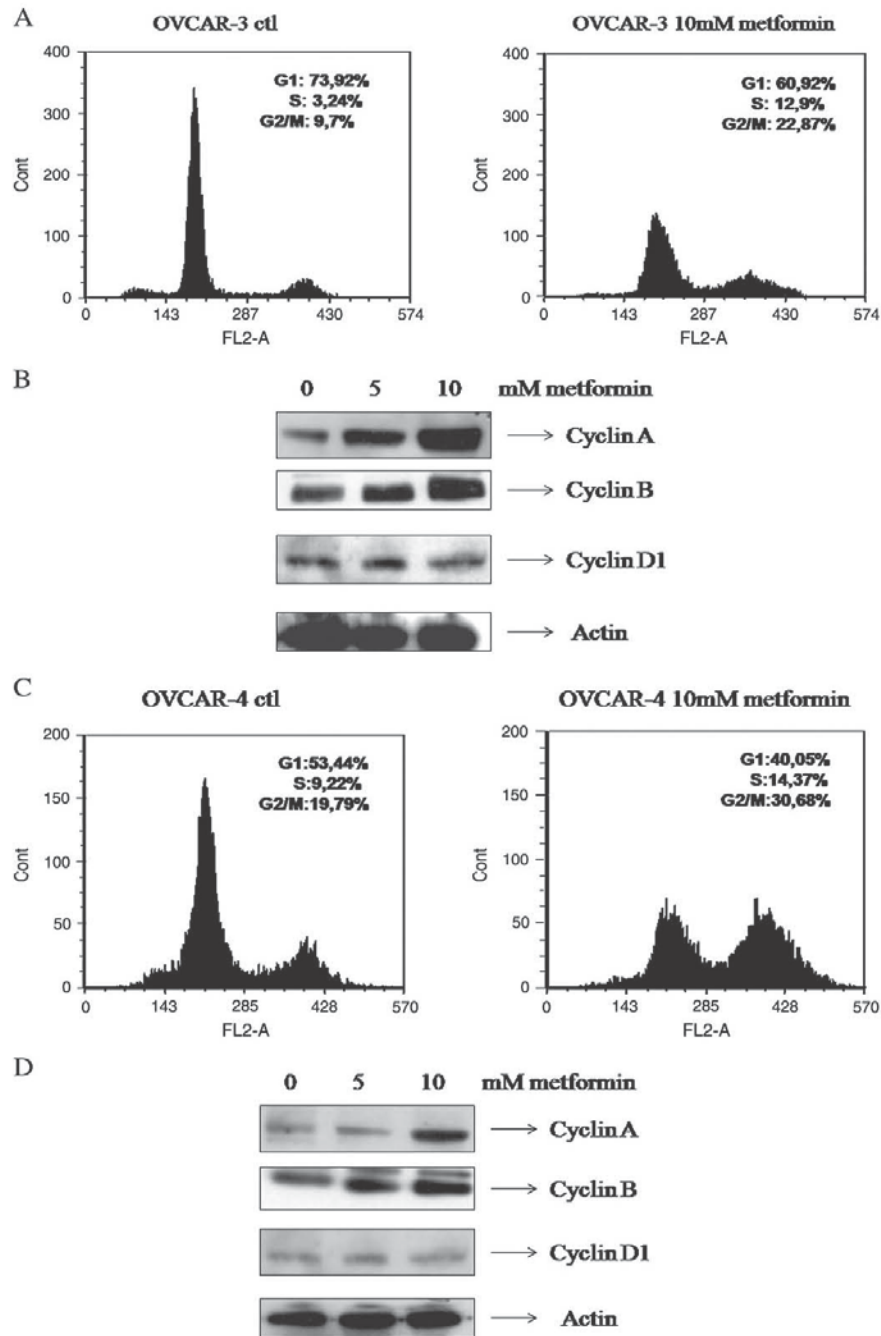 A
OVCAR-3 ctl
400
300
200
100
0
Cont
G1: 73,92%
S: 3,24%
G2/M: 9,7%
0 143 287 430 574
FL2-A
OVCAR-3 10mM metformin
400
300
200
100
0
Cont
G1: 60,92%
S: 12,9%
G2/M: 22,87%
0 143 287 430 574
FL2-A
B
0 5 10 mM metformin
Cyclin A
Cyclin B
Cyclin D1
Actin
C
OVCAR-4 ctl
200
150
100
50
0
Cont
G1:53,44%
S:9,22%
G2/M:19,79%
0 143 285 428 570
FL2-A
OVCAR-4 10mM metformin
200
150
100
50
0
Cont
G1:40,05%
S:14,37%
G2/M:30,68%
0 143 285 428 570
FL2-A
D
0 5 10 mM metformin
Cyclin A
Cyclin B
Cyclin D1
Actin